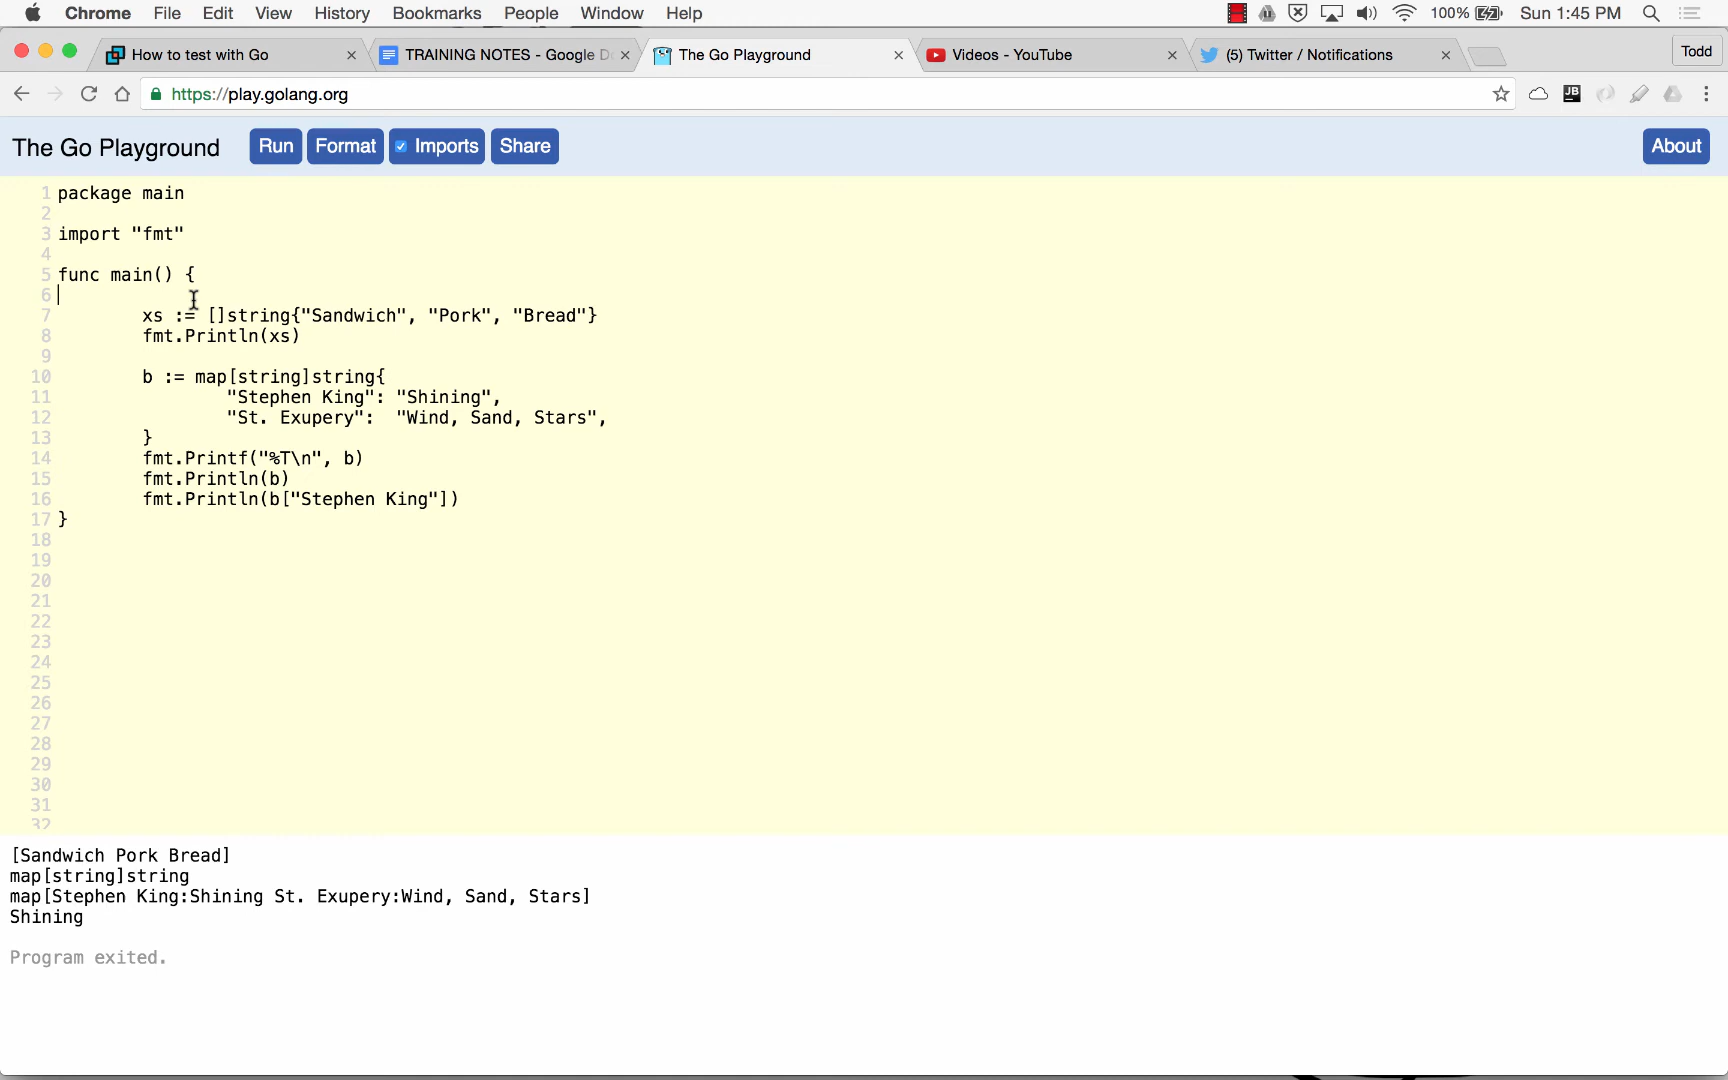 Chrome File Edit View History Bookmarks People Window Help 100% Sun 1:45 PM
How to test with Go TRAINING NOTES - Google D The Go Playground Videos - YouTube (5) Twitter / Notifications Todd
https://play.golang.org JB
The Go Playground Run Format Imports Share About
1 package main
2
3 import "fmt"
4
5 func main() {
6
7 xs := []string{"Sandwich", "Pork", "Bread"}
8 fmt.Println(xs)
9
10 b := map[string]string{
11 "Stephen King": "Shining",
12 "St. Exupery": "Wind, Sand, Stars",
13 }
14 fmt.Printf("%T\n", b)
15 fmt.Println(b)
16 fmt.Println(b["Stephen King"])
17 }
18
19
20
21
22
23
24
25
26
27
28
29
30
31
32
[Sandwich Pork Bread]
map[string]string
map[Stephen King:Shining St. Exupery:Wind, Sand, Stars]
Shining
Program exited.